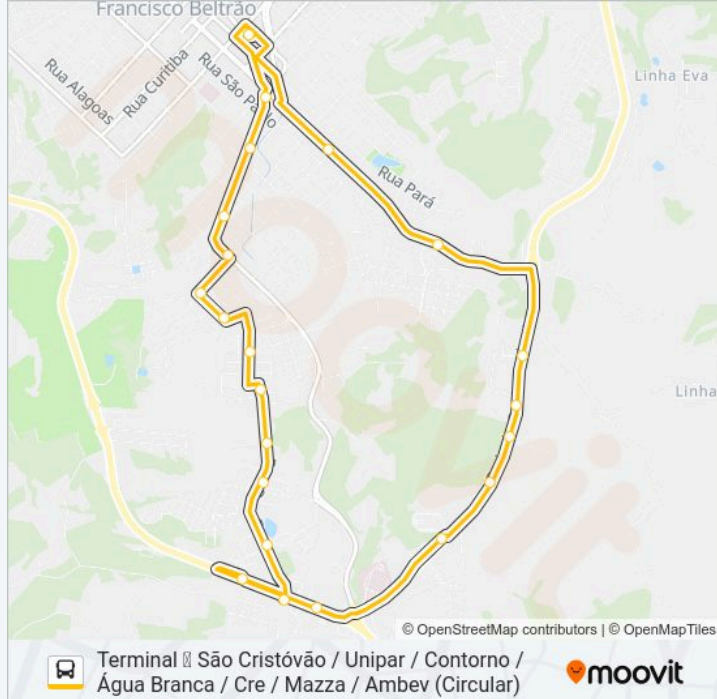 Francisco Beltrão
Rua Alagoas
Rua Curitiba
Rua São Paulo
Linha Eva
Rua Pará
Linha
moovit
© OpenStreetMap contributors | © OpenMapTiles
Terminal São Cristóvão / Unipar / Contorno /
Água Branca / Cre / Mazza / Ambev (Circular)
moovit